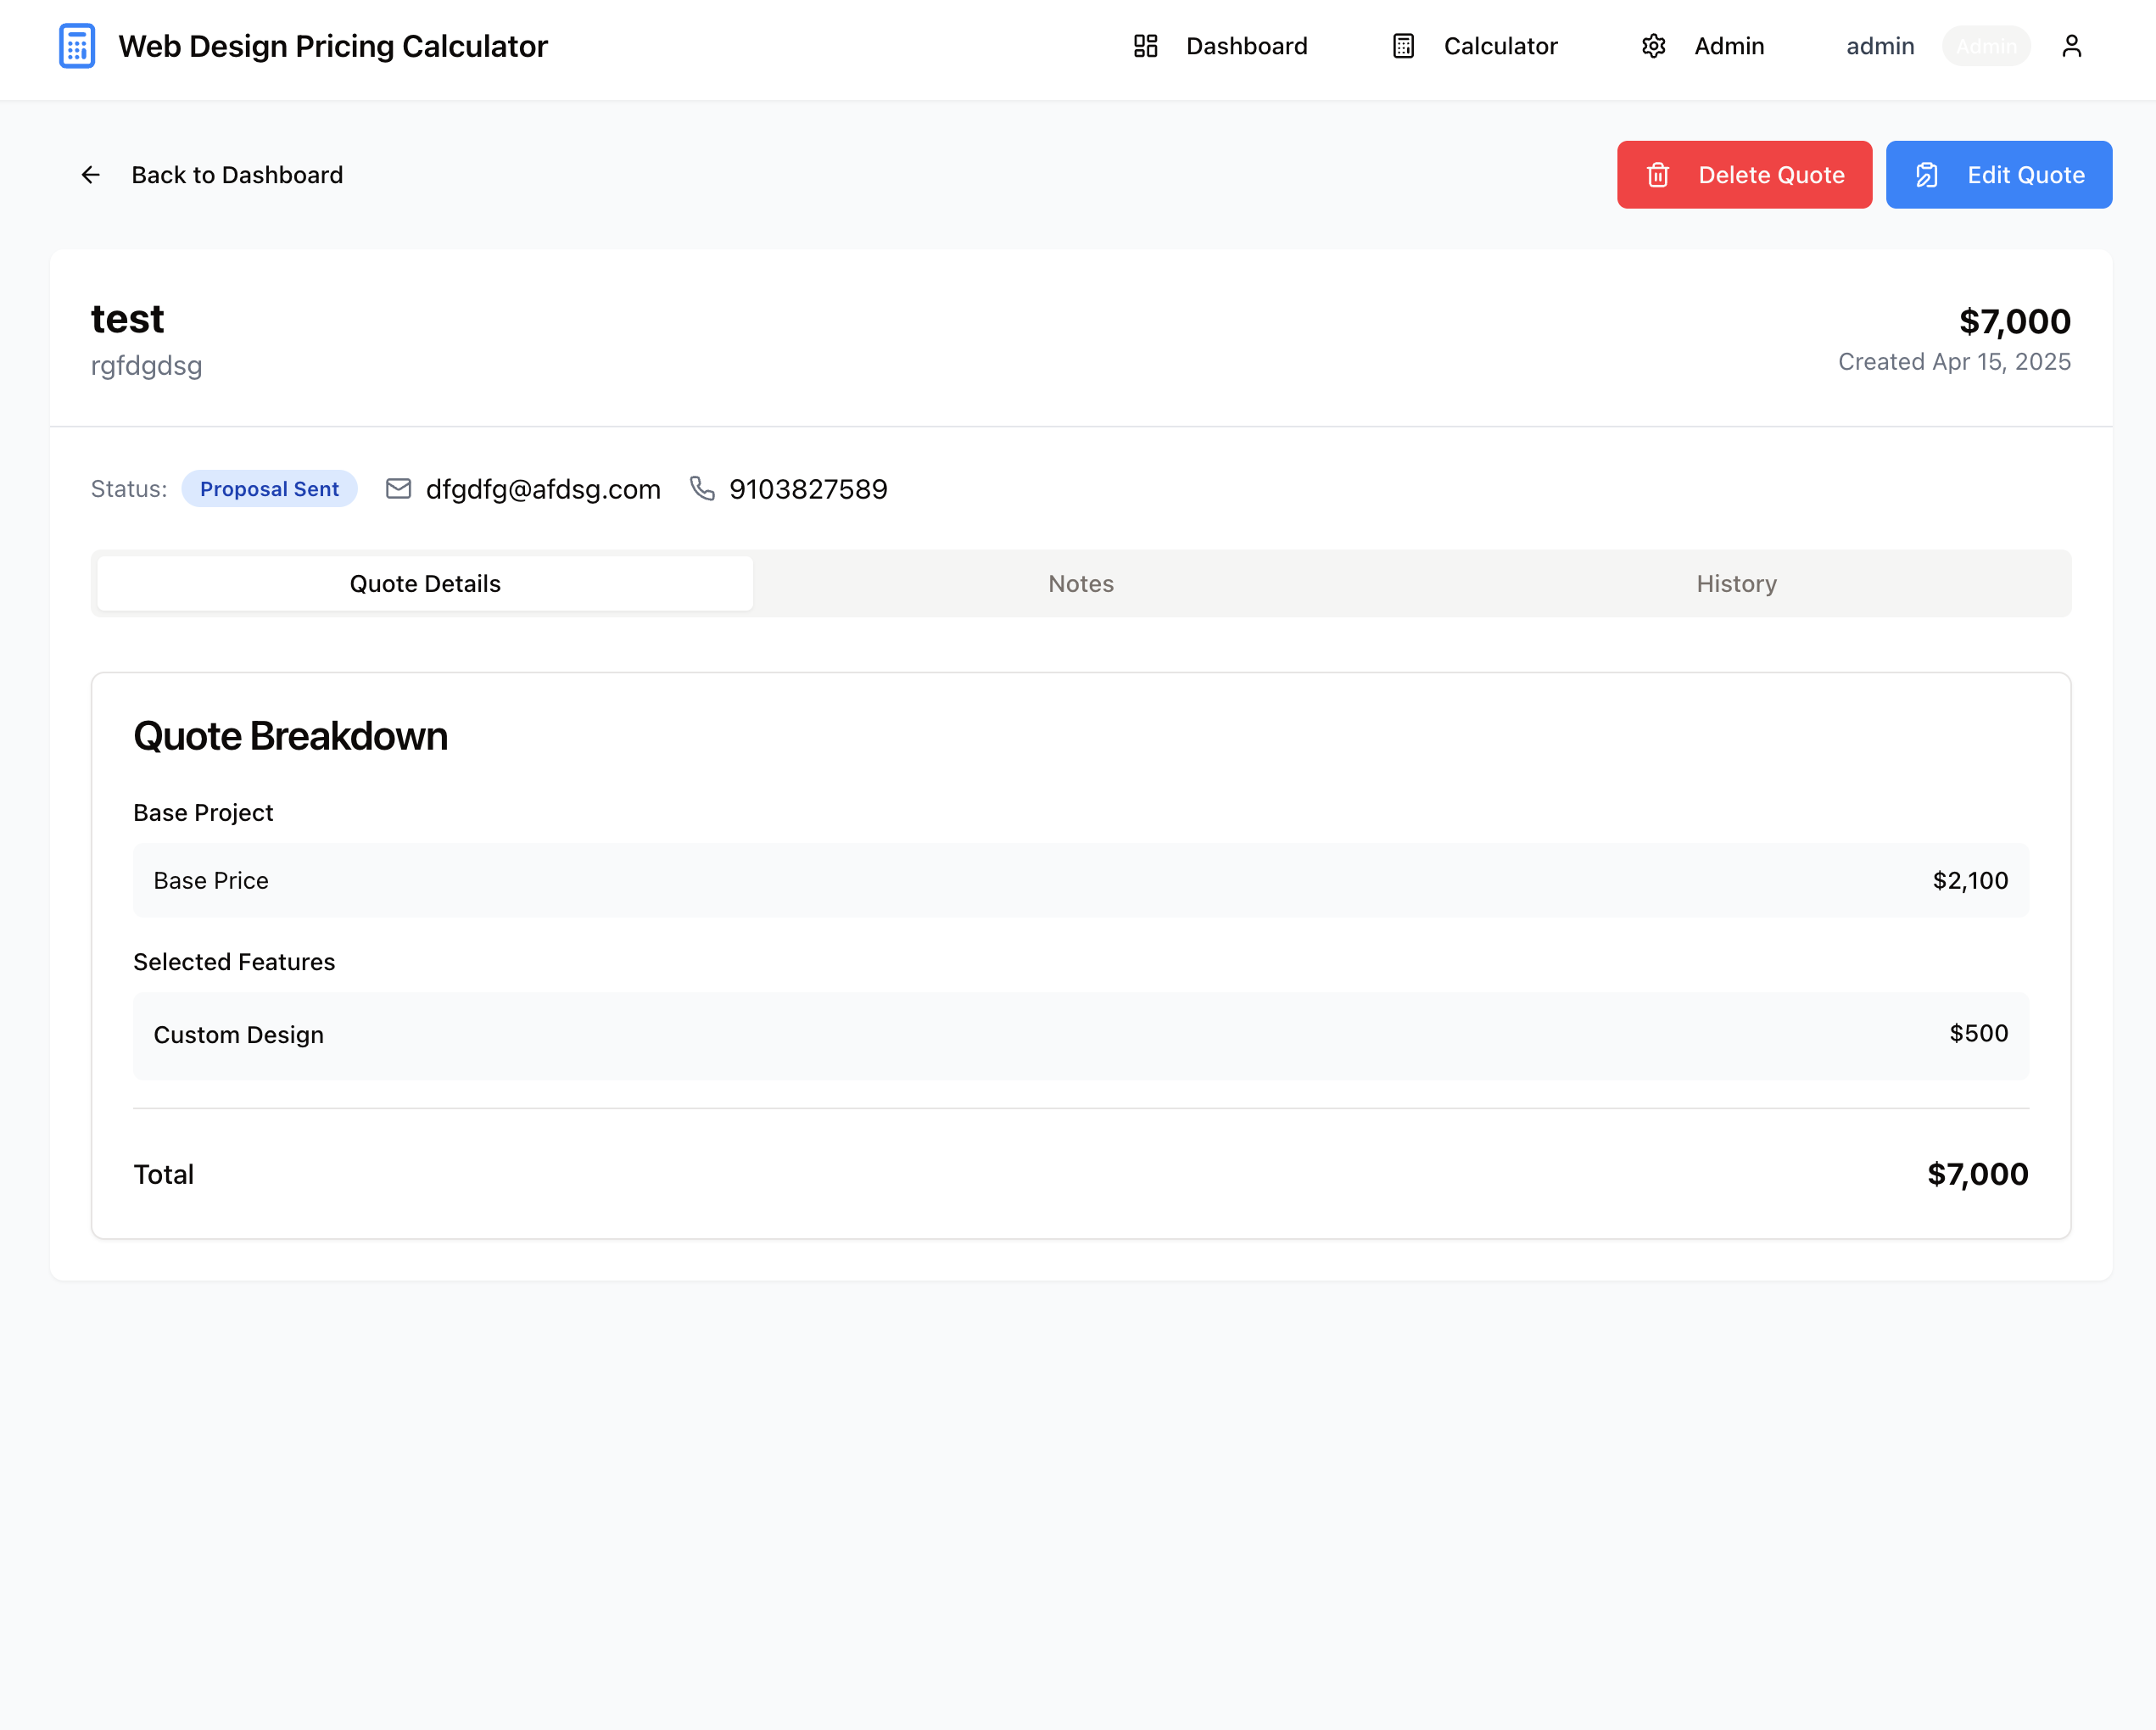 Web Design Pricing Calculator
Dashboard
Calculator
Admin
admin
Admin
Back to Dashboard
Delete Quote
Edit Quote
test
$7,000
rgfdgdsg
Created Apr 15, 2025
Status:
Proposal Sent
dfgdfg@afdsg.com
9103827589
Quote Details
Notes
History
Quote Breakdown
Base Project
Base Price
$2,100
Selected Features
Custom Design
$500
Total
$7,000